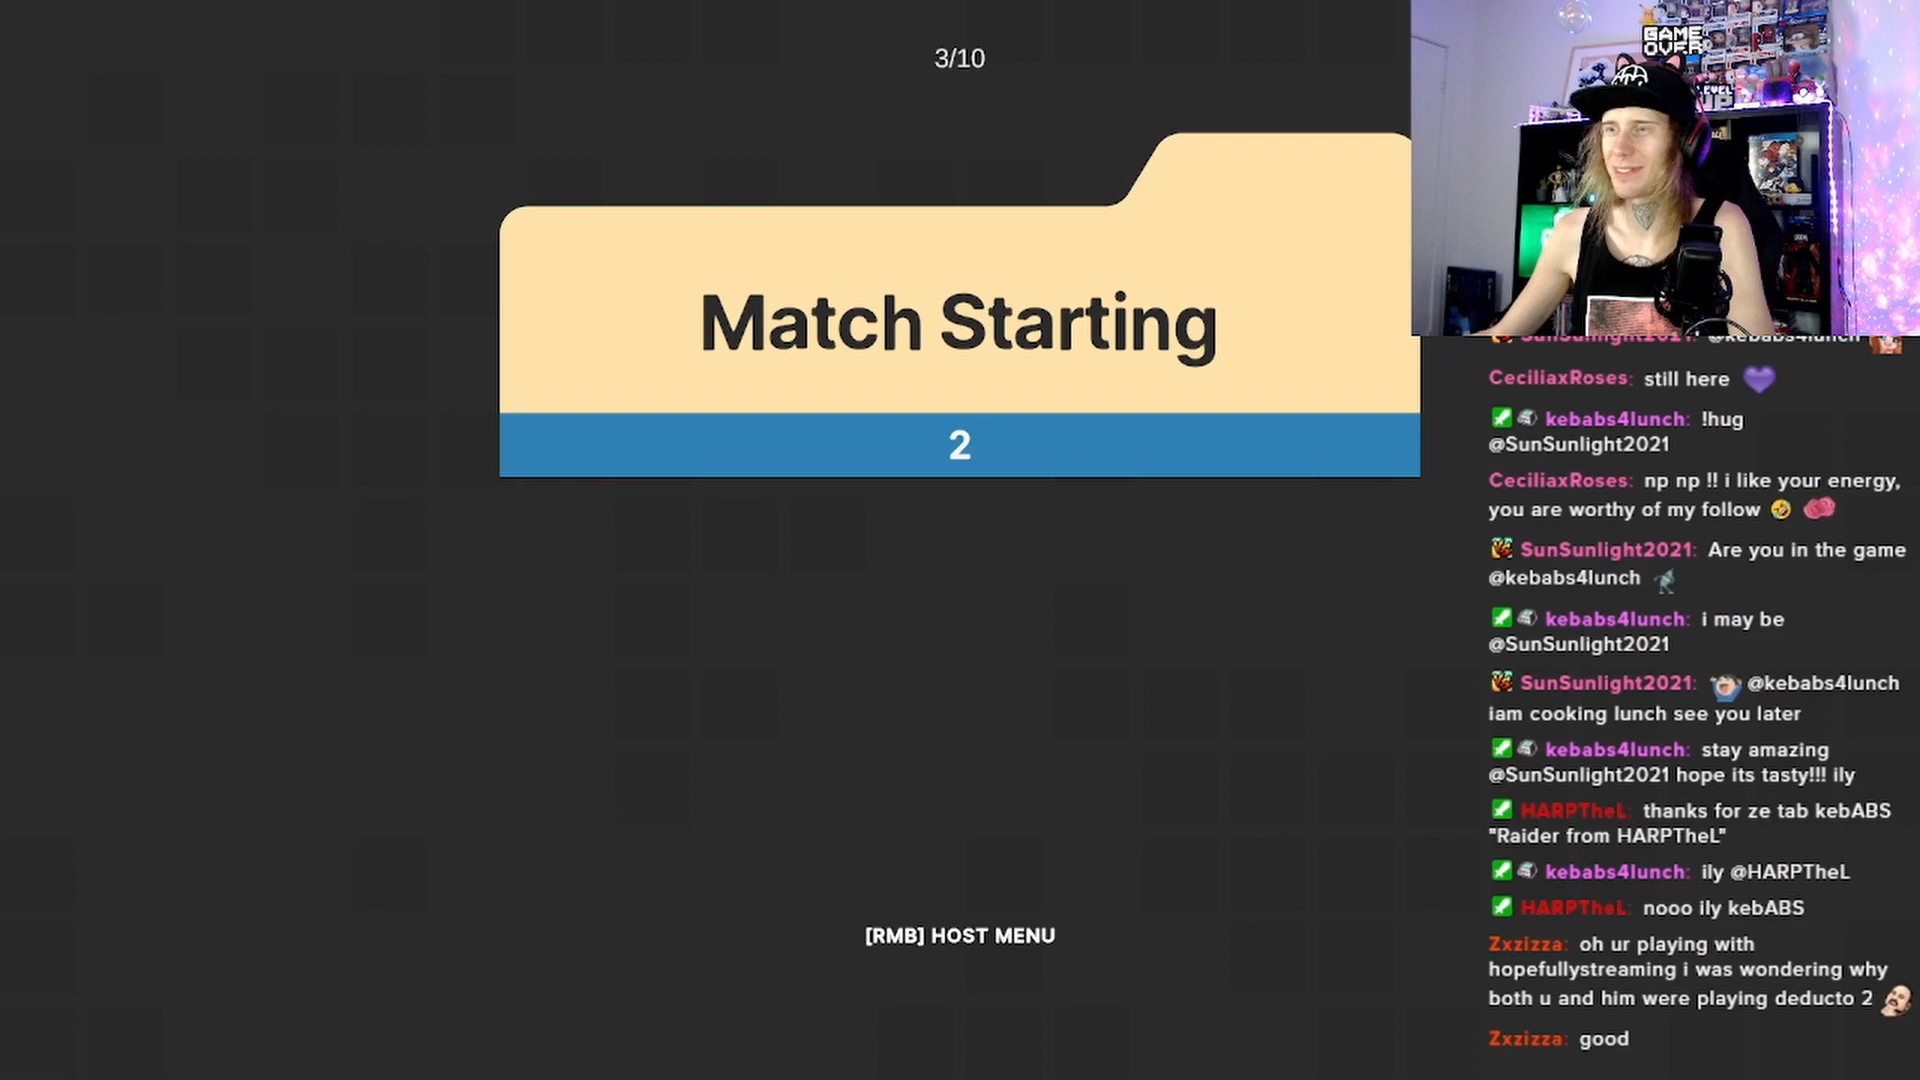 3/10
GAME
OVER
LEVEL
UP
Match Starting
2
[RMB] HOST MENU
SunSunlight2021: @kebabs4lunch
CeciliaxRoses: still here
kebabs4lunch: !hug
@SunSunlight2021
CeciliaxRoses: np np !! i like your energy,
you are worthy of my follow
SunSunlight2021: Are you in the game
@kebabs4lunch
kebabs4lunch: i may be
@SunSunlight2021
SunSunlight2021: @kebabs4lunch
iam cooking lunch see you later
kebabs4lunch: stay amazing
@SunSunlight2021 hope its tasty!!! ily
HARPTheL: thanks for ze tab kebABS
"Raider from HARPTheL"
kebabs4lunch: ily @HARPTheL
HARPTheL: nooo ily kebABS
Zxzizza: oh ur playing with
hopefullystreaming i was wondering why
both u and him were playing deducto 2
Zxzizza: good